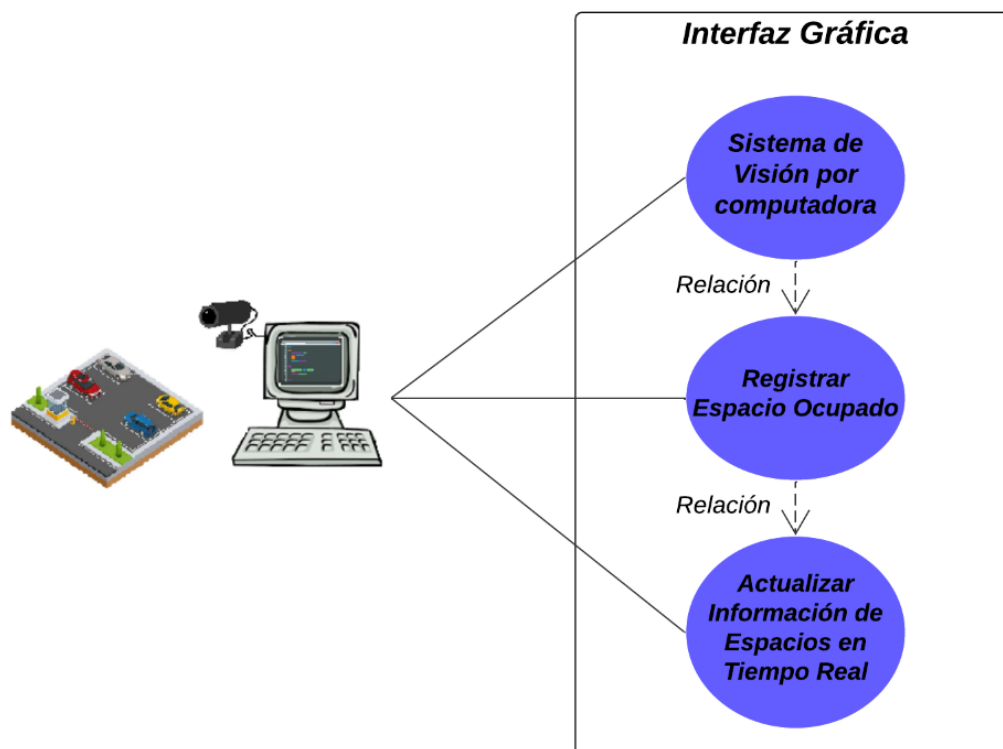 Interfaz Gráfica
Sistema de
Visión por
computadora
Relación
Registrar
Espacio Ocupado
Relación
Actualizar
Información de
Espacios en
Tiempo Real